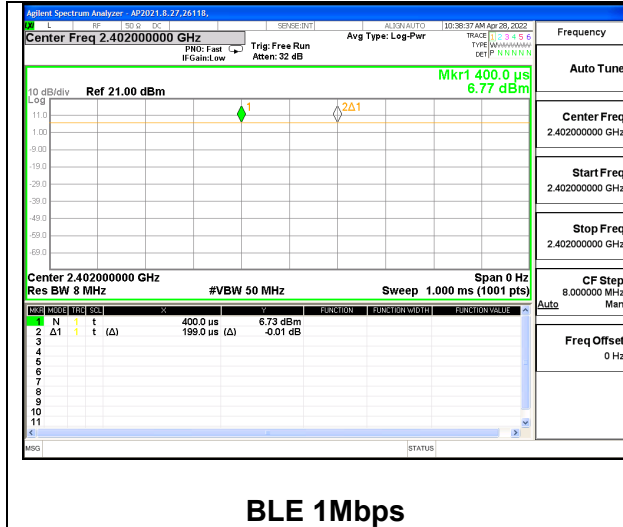 Agilent Spectrum Analyzer - AP2021.8.27,26118,
L RF 50 Ω DC SENSE:INT ALIGN AUTO 10:38:37 AM Apr 28, 2022
Center Freq 2.402000000 GHz
PNO: Fast
IFGain:Low
Trig: Free Run
Atten: 32 dB
Avg Type: Log-Pwr
TRACE 1 2 3 4 5 6
TYPE W
DET P N N N N N
Mkr1 400.0 µs
6.77 dBm
10 dB/div Ref 21.00 dBm
Log
1
2Δ1
11.0
1.00
-9.00
-19.0
-29.0
-39.0
-49.0
-59.0
-69.0
Center 2.402000000 GHz Span 0 Hz
Res BW 8 MHz #VBW 50 MHz Sweep 1.000 ms (1001 pts)
MKR MODE TRC SCL X Y FUNCTION FUNCTION WIDTH FUNCTION VALUE
1 N 1 t 400.0 µs 6.73 dBm
2 Δ1 1 t (Δ) 199.0 µs (Δ) -0.01 dB
3
4
5
6
7
8
9
10
11
MSG STATUS
Frequency
Auto Tune
Center Freq
2.402000000 GHz
Start Freq
2.402000000 GHz
Stop Freq
2.402000000 GHz
CF Step
8.000000 MHz
Auto Man
Freq Offset
0 Hz
BLE 1Mbps